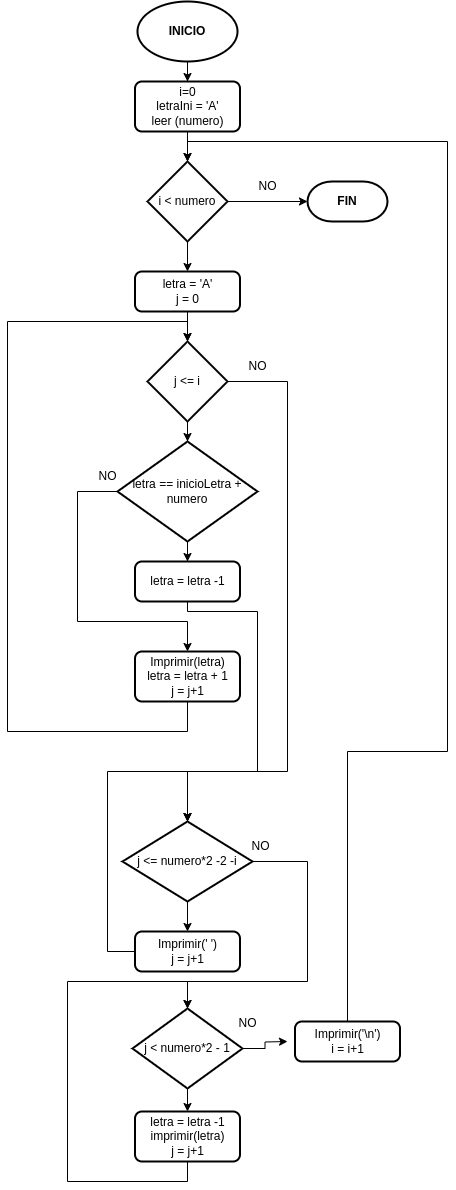 INICIO
i=0
letraIni = 'A'
leer (numero)
i < numero
NO
FIN
letra = 'A'
j = 0
j <= i
NO
letra == inicioLetra +
numero
NO
letra = letra -1
Imprimir(letra)
letra = letra + 1
j = j+1
j <= numero*2 -2 -i
NO
Imprimir(' ')
j = j+1
j < numero*2 - 1
NO
Imprimir('\n')
i = i+1
letra = letra -1
imprimir(letra)
j = j+1